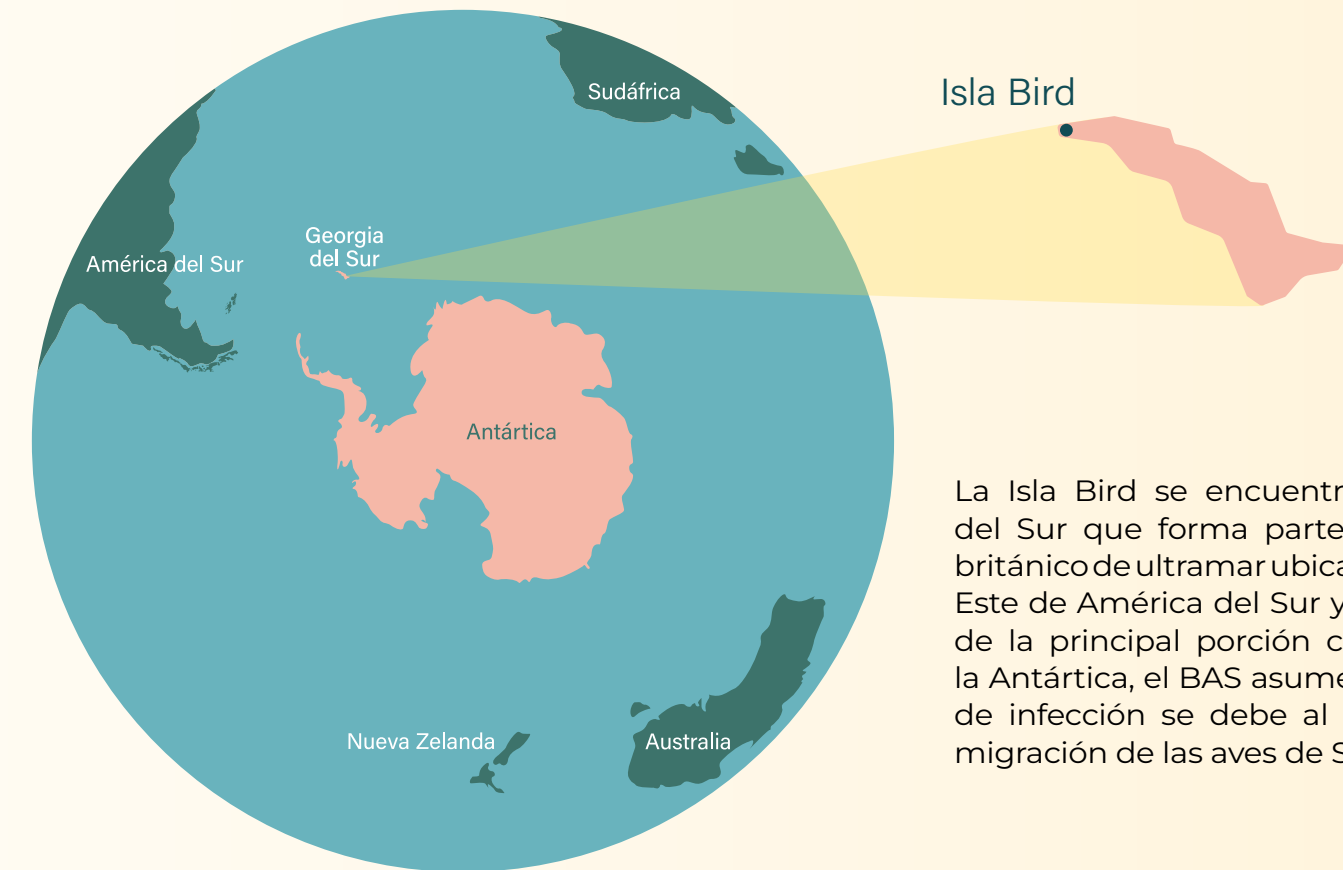 Sudáfrica
Isla Bird
Georgia
del Sur
América del Sur
Antártica
Nueva Zelanda
Australia
La Isla Bird se encuentr
del Sur que forma parte
británico de ultramar ubica
Este de América del Sur y
de la principal porción c
la Antártica, el BAS asume
de infección se debe al
migración de las aves de S